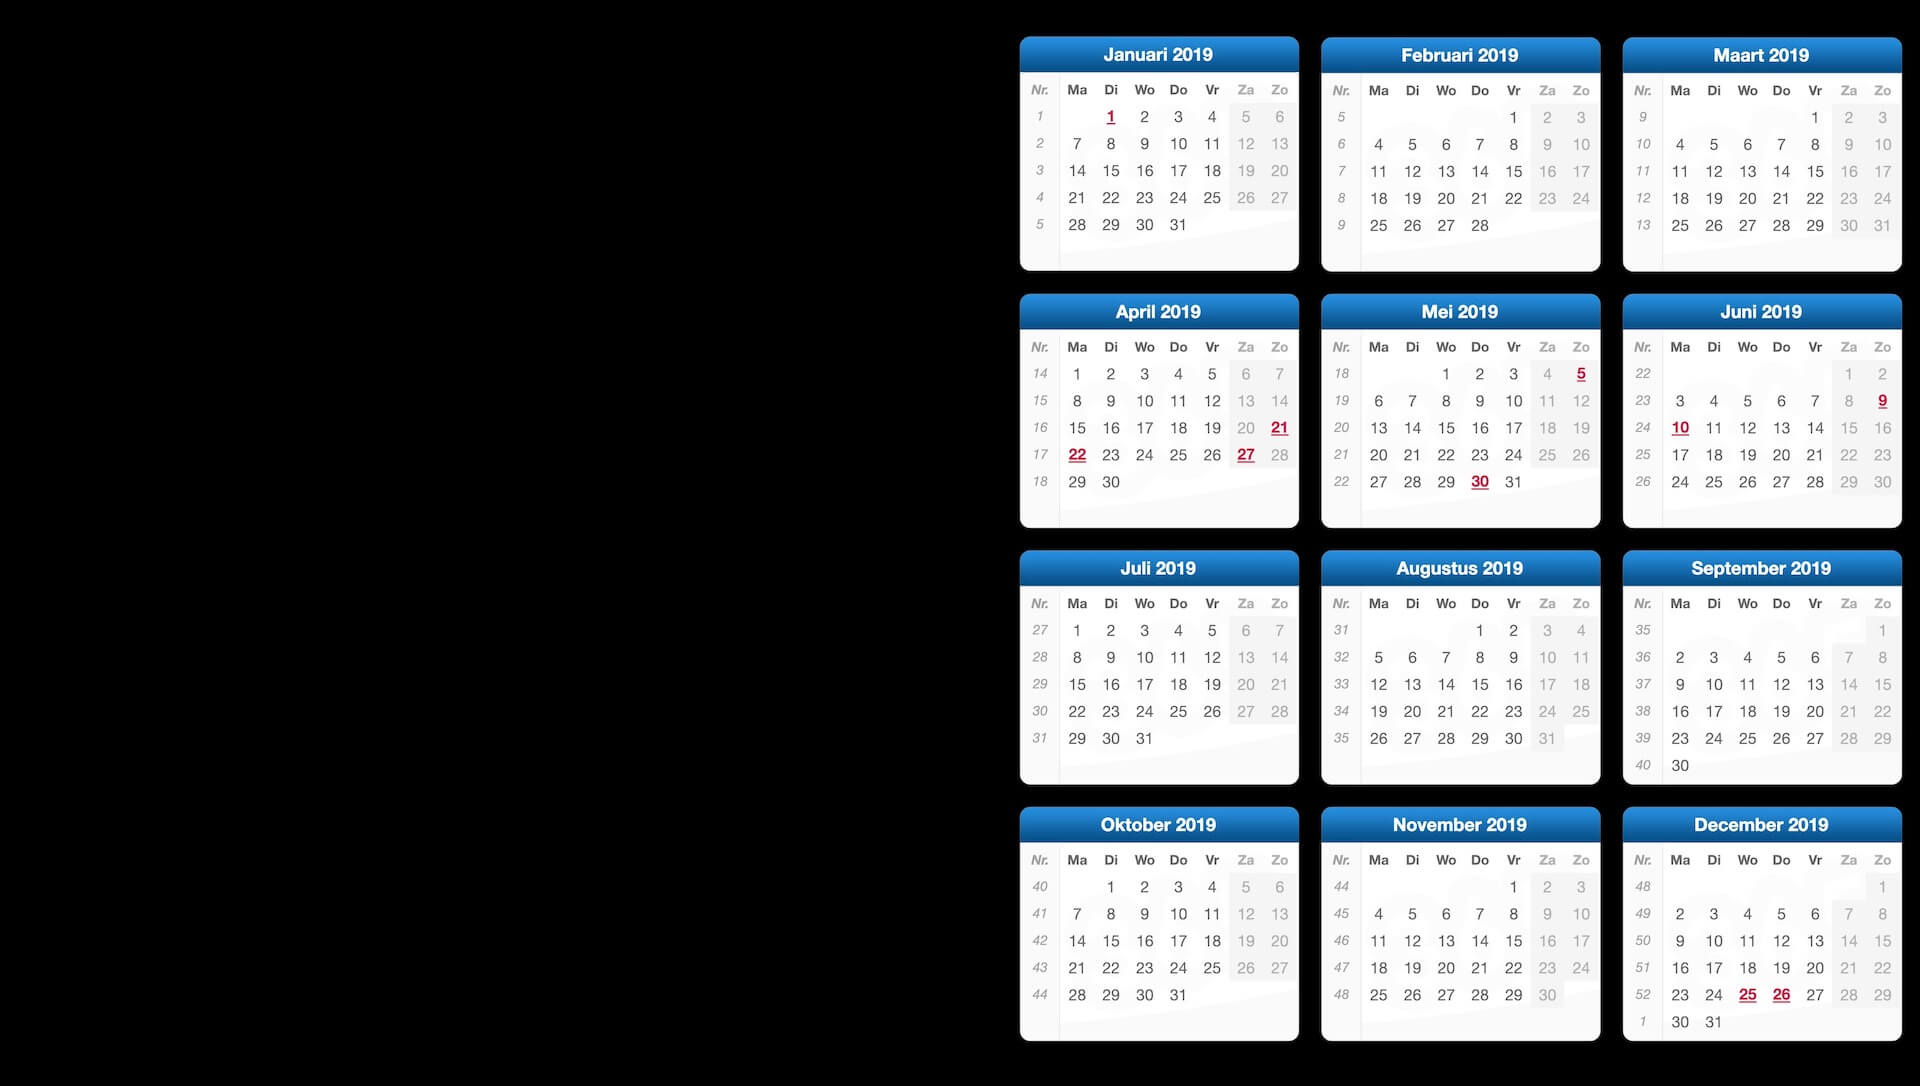 Januari 2019
Nr. Ma Di Wo Do Vr Za Zo
1 1 2 3 4 5 6
2 7 8 9 10 11 12 13
3 14 15 16 17 18 19 20
4 21 22 23 24 25 26 27
5 28 29 30 31
Februari 2019
Nr. Ma Di Wo Do Vr Za Zo
5 1 2 3
6 4 5 6 7 8 9 10
7 11 12 13 14 15 16 17
8 18 19 20 21 22 23 24
9 25 26 27 28
Maart 2019
Nr. Ma Di Wo Do Vr Za Zo
9 1 2 3
10 4 5 6 7 8 9 10
11 11 12 13 14 15 16 17
12 18 19 20 21 22 23 24
13 25 26 27 28 29 30 31
April 2019
Nr. Ma Di Wo Do Vr Za Zo
14 1 2 3 4 5 6 7
15 8 9 10 11 12 13 14
16 15 16 17 18 19 20 21
17 22 23 24 25 26 27 28
18 29 30
Mei 2019
Nr. Ma Di Wo Do Vr Za Zo
18 1 2 3 4 5
19 6 7 8 9 10 11 12
20 13 14 15 16 17 18 19
21 20 21 22 23 24 25 26
22 27 28 29 30 31
Juni 2019
Nr. Ma Di Wo Do Vr Za Zo
22 1 2
23 3 4 5 6 7 8 9
24 10 11 12 13 14 15 16
25 17 18 19 20 21 22 23
26 24 25 26 27 28 29 30
Juli 2019
Nr. Ma Di Wo Do Vr Za Zo
27 1 2 3 4 5 6 7
28 8 9 10 11 12 13 14
29 15 16 17 18 19 20 21
30 22 23 24 25 26 27 28
31 29 30 31
Augustus 2019
Nr. Ma Di Wo Do Vr Za Zo
31 1 2 3 4
32 5 6 7 8 9 10 11
33 12 13 14 15 16 17 18
34 19 20 21 22 23 24 25
35 26 27 28 29 30 31
September 2019
Nr. Ma Di Wo Do Vr Za Zo
35 1
36 2 3 4 5 6 7 8
37 9 10 11 12 13 14 15
38 16 17 18 19 20 21 22
39 23 24 25 26 27 28 29
40 30
Oktober 2019
Nr. Ma Di Wo Do Vr Za Zo
40 1 2 3 4 5 6
41 7 8 9 10 11 12 13
42 14 15 16 17 18 19 20
43 21 22 23 24 25 26 27
44 28 29 30 31
November 2019
Nr. Ma Di Wo Do Vr Za Zo
44 1 2 3
45 4 5 6 7 8 9 10
46 11 12 13 14 15 16 17
47 18 19 20 21 22 23 24
48 25 26 27 28 29 30
December 2019
Nr. Ma Di Wo Do Vr Za Zo
48 1
49 2 3 4 5 6 7 8
50 9 10 11 12 13 14 15
51 16 17 18 19 20 21 22
52 23 24 25 26 27 28 29
1 30 31